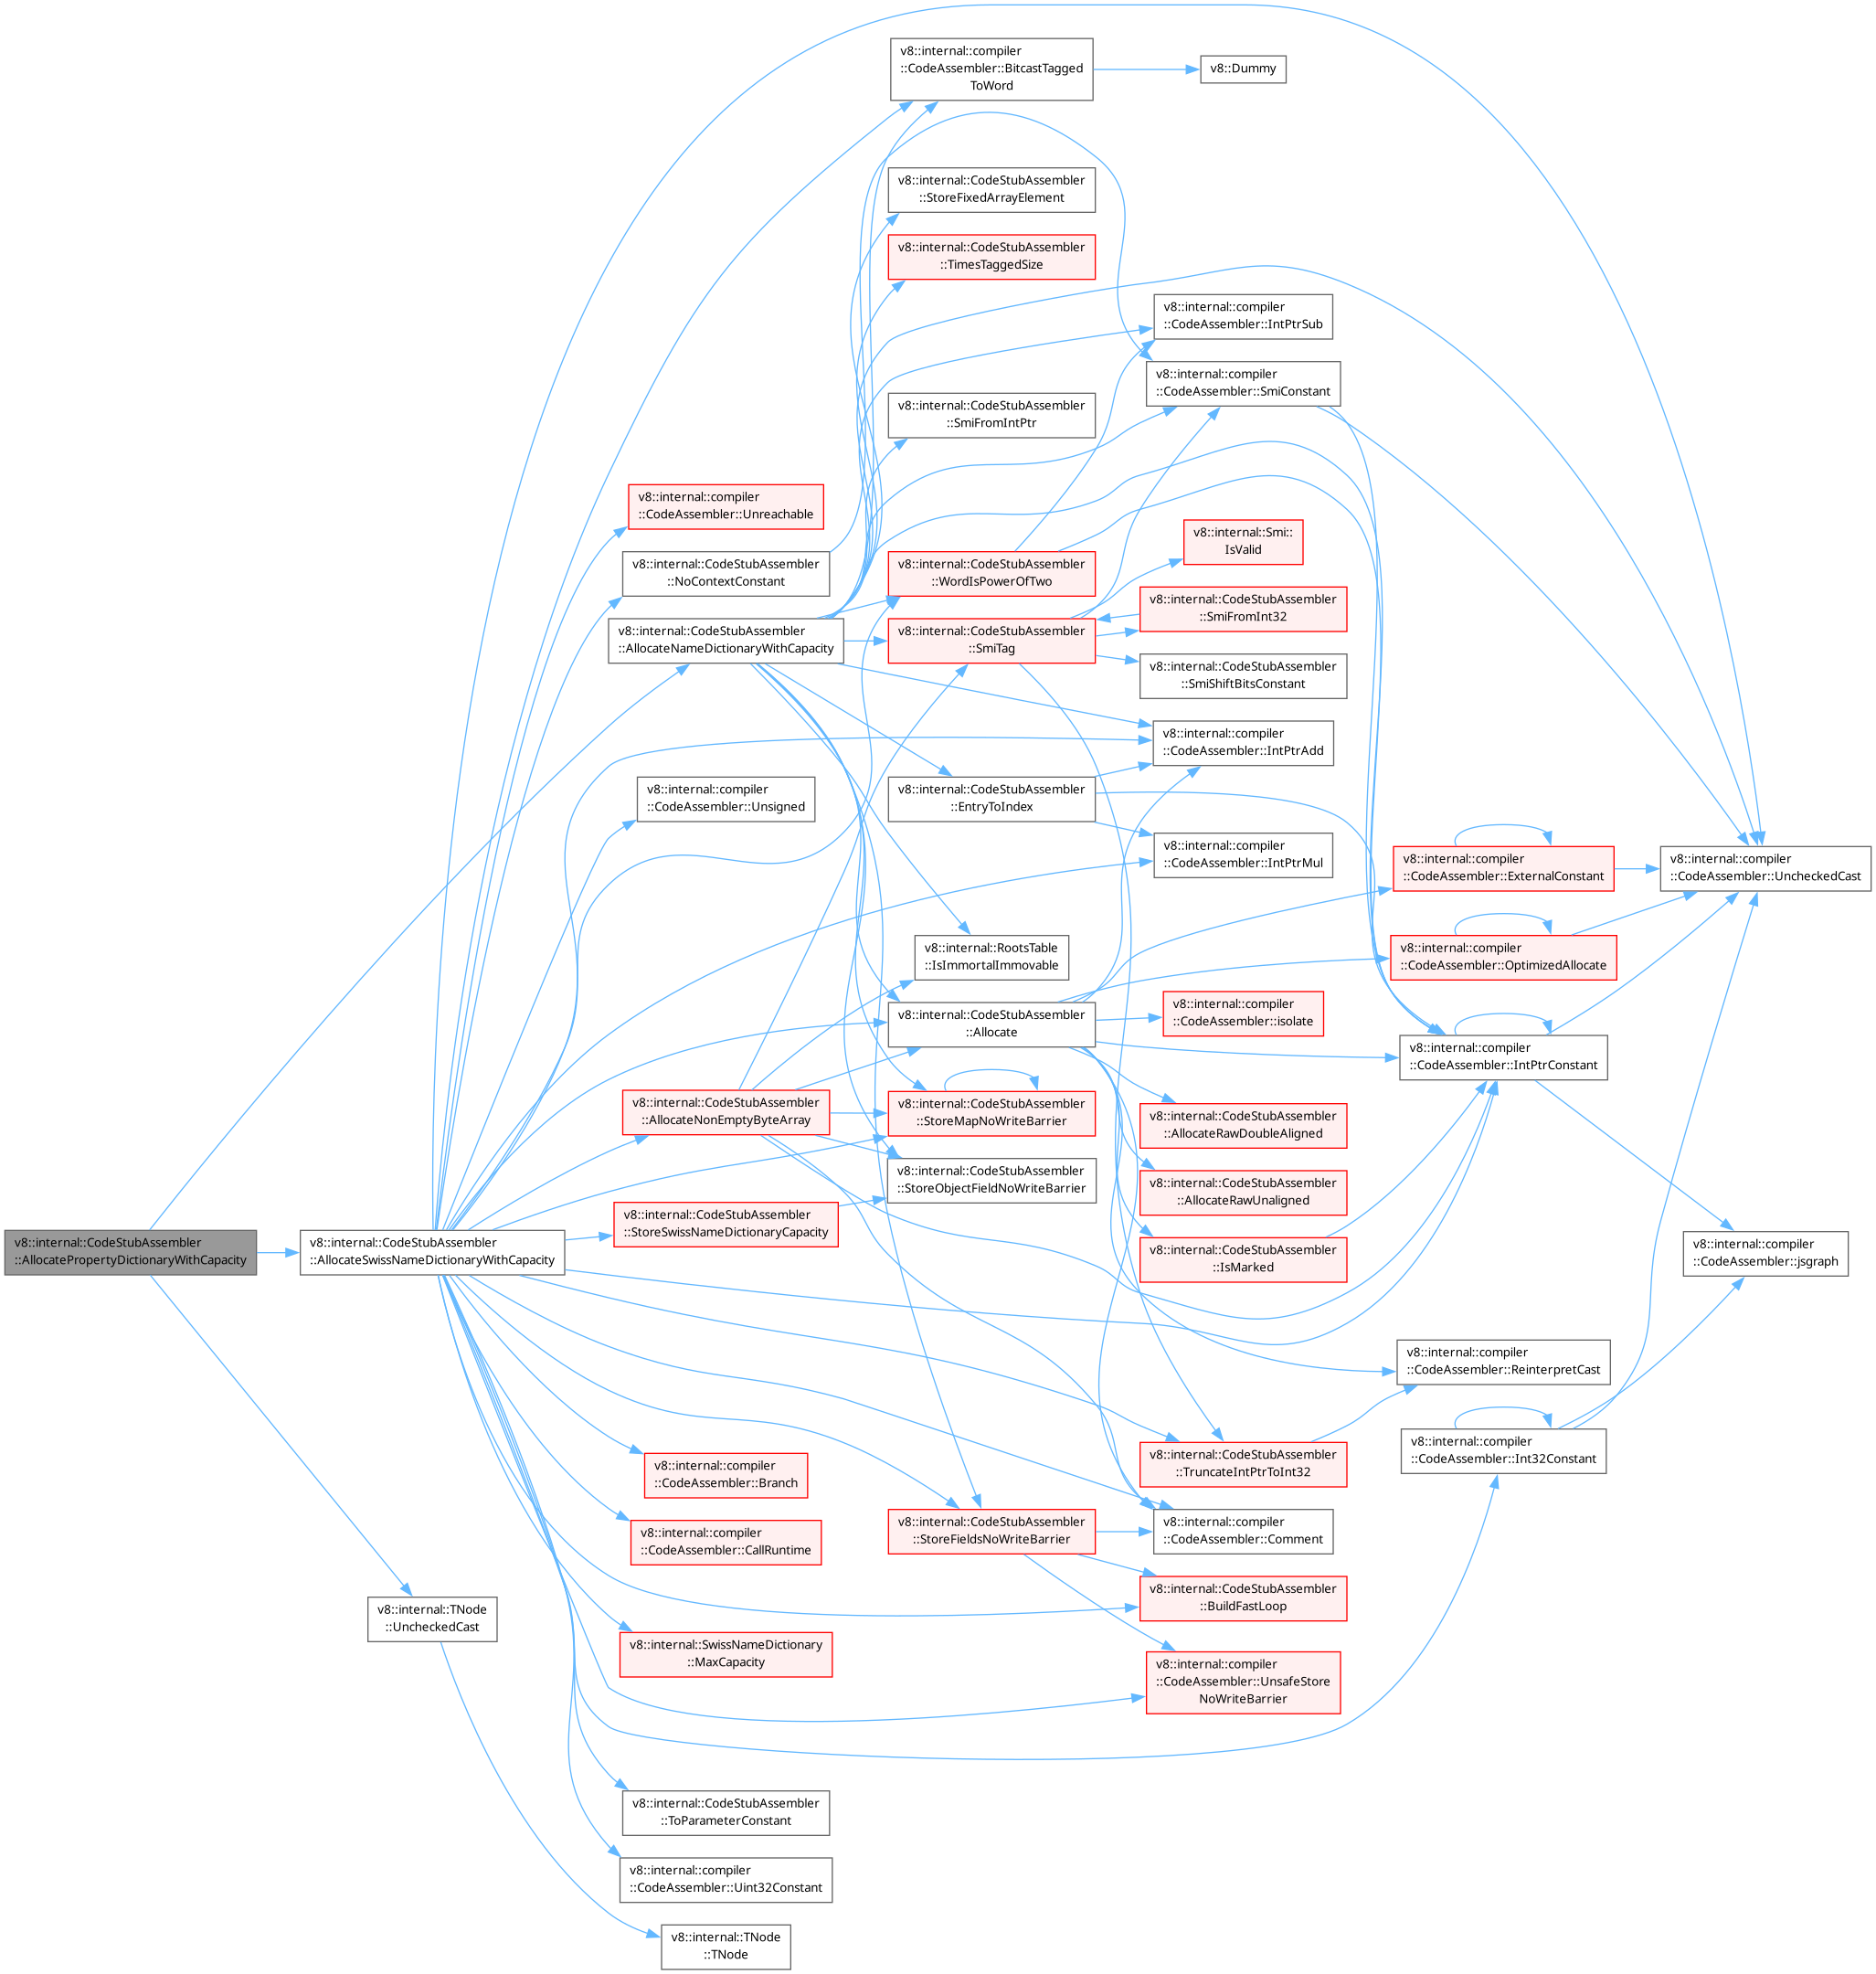 v8::internal::compiler
::CodeAssembler::BitcastTagged
ToWord
v8::Dummy
v8::internal::CodeStubAssembler
::StoreFixedArrayElement
v8::internal::CodeStubAssembler
::TimesTaggedSize
v8::internal::compiler
::CodeAssembler::IntPtrSub
v8::internal::compiler
::CodeAssembler::SmiConstant
v8::internal::CodeStubAssembler
::SmiFromIntPtr
v8::internal::compiler
::CodeAssembler::Unreachable
v8::internal::Smi::
IsValid
v8::internal::CodeStubAssembler
::NoContextConstant
v8::internal::CodeStubAssembler
::WordIsPowerOfTwo
v8::internal::CodeStubAssembler
::SmiFromInt32
v8::internal::CodeStubAssembler
::AllocateNameDictionaryWithCapacity
v8::internal::CodeStubAssembler
::SmiTag
v8::internal::CodeStubAssembler
::SmiShiftBitsConstant
v8::internal::compiler
::CodeAssembler::IntPtrAdd
v8::internal::compiler
::CodeAssembler::Unsigned
v8::internal::CodeStubAssembler
::EntryToIndex
v8::internal::compiler
::CodeAssembler::IntPtrMul
v8::internal::compiler
::CodeAssembler::ExternalConstant
v8::internal::compiler
::CodeAssembler::UncheckedCast
v8::internal::RootsTable
::IsImmortalImmovable
v8::internal::compiler
::CodeAssembler::OptimizedAllocate
v8::internal::CodeStubAssembler
::Allocate
v8::internal::compiler
::CodeAssembler::isolate
v8::internal::compiler
::CodeAssembler::IntPtrConstant
v8::internal::CodeStubAssembler
::AllocateNonEmptyByteArray
v8::internal::CodeStubAssembler
::StoreMapNoWriteBarrier
v8::internal::CodeStubAssembler
::AllocateRawDoubleAligned
v8::internal::CodeStubAssembler
::StoreObjectFieldNoWriteBarrier
v8::internal::CodeStubAssembler
::AllocateRawUnaligned
v8::internal::CodeStubAssembler
::AllocatePropertyDictionaryWithCapacity
v8::internal::CodeStubAssembler
::AllocateSwissNameDictionaryWithCapacity
v8::internal::CodeStubAssembler
::StoreSwissNameDictionaryCapacity
v8::internal::CodeStubAssembler
::IsMarked
v8::internal::compiler
::CodeAssembler::jsgraph
v8::internal::compiler
::CodeAssembler::ReinterpretCast
v8::internal::compiler
::CodeAssembler::Branch
v8::internal::CodeStubAssembler
::TruncateIntPtrToInt32
v8::internal::compiler
::CodeAssembler::Int32Constant
v8::internal::compiler
::CodeAssembler::CallRuntime
v8::internal::CodeStubAssembler
::StoreFieldsNoWriteBarrier
v8::internal::compiler
::CodeAssembler::Comment
v8::internal::TNode
::UncheckedCast
v8::internal::CodeStubAssembler
::BuildFastLoop
v8::internal::SwissNameDictionary
::MaxCapacity
v8::internal::compiler
::CodeAssembler::UnsafeStore
NoWriteBarrier
v8::internal::CodeStubAssembler
::ToParameterConstant
v8::internal::compiler
::CodeAssembler::Uint32Constant
v8::internal::TNode
::TNode